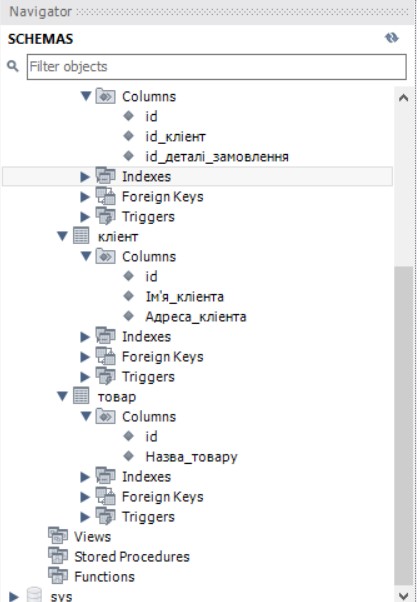 Navigator
SCHEMAS
Filter objects
Columns
id
id_клієнт
id_деталі_замовлення
Indexes
Foreign Keys
Triggers
клієнт
Columns
id
Ім'я_клієнта
Адреса_клієнта
Indexes
Foreign Keys
Triggers
товар
Columns
id
Назва_товару
Indexes
Foreign Keys
Triggers
Views
Stored Procedures
Functions
sys